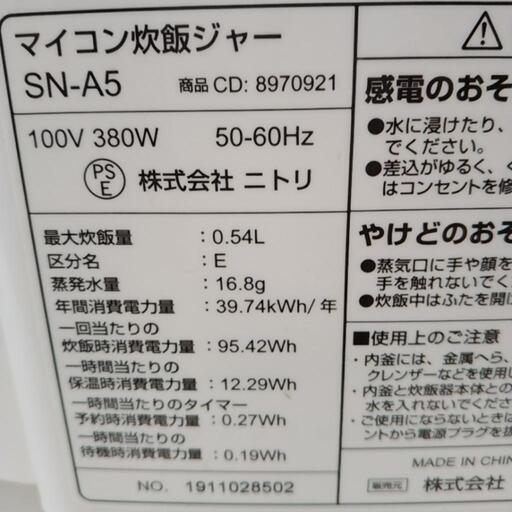 マイコン炊飯ジャー
SN-A5 商品CD: 8970921
100V 380W 50-60Hz
PS
E 株式会社 ニトリ
最大炊飯量 : 0.54L
区分名 : E
蒸発水量 : 16.8g
年間消費電力量 : 39.74kWh/年
一回当たりの
炊飯時消費電力量 : 95.42Wh
一時間当たりの
保温時消費電力量 : 12.29Wh
一時間当たりのタイマー
予約時消費電力量 : 0.27Wh
一時間当たりの
待機時消費電力量 : 0.19Wh
NO. 1911028502
感電のおそ
●水に浸けたり、
でください。
●差込がゆるく、
はコンセントを修
やけどのおそ
●蒸気口に手や顔を
手を触れないでく
●炊飯中はふたを開け
■使用上のご注意
・内釜には、金属へら、
クレンザーなどを使用し
・内釜と炊飯器本体との
水を入れないでくださ
・ご使用にならないときは
ントから電源プラグを抜
MADE IN CHIN
販売元 株式会社